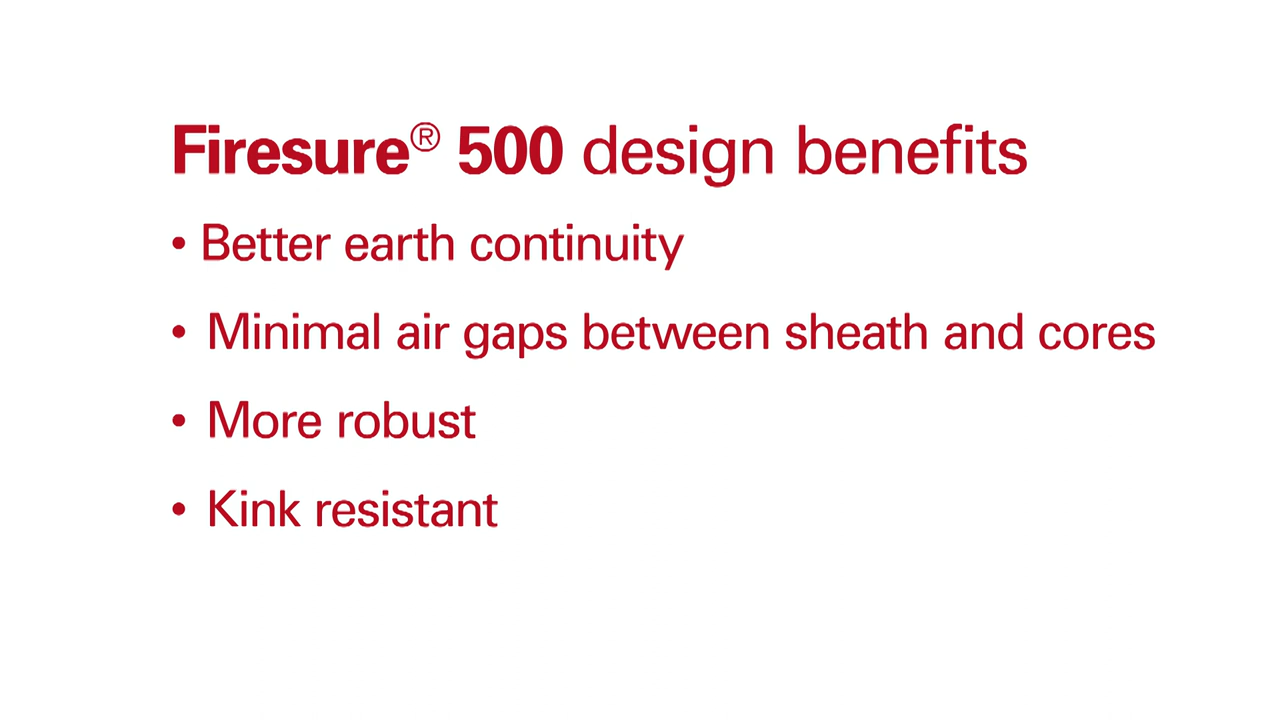 Firesure® 500 design benefits
• Better earth continuity
• Minimal air gaps between sheath and cores
• More robust
• Kink resistant